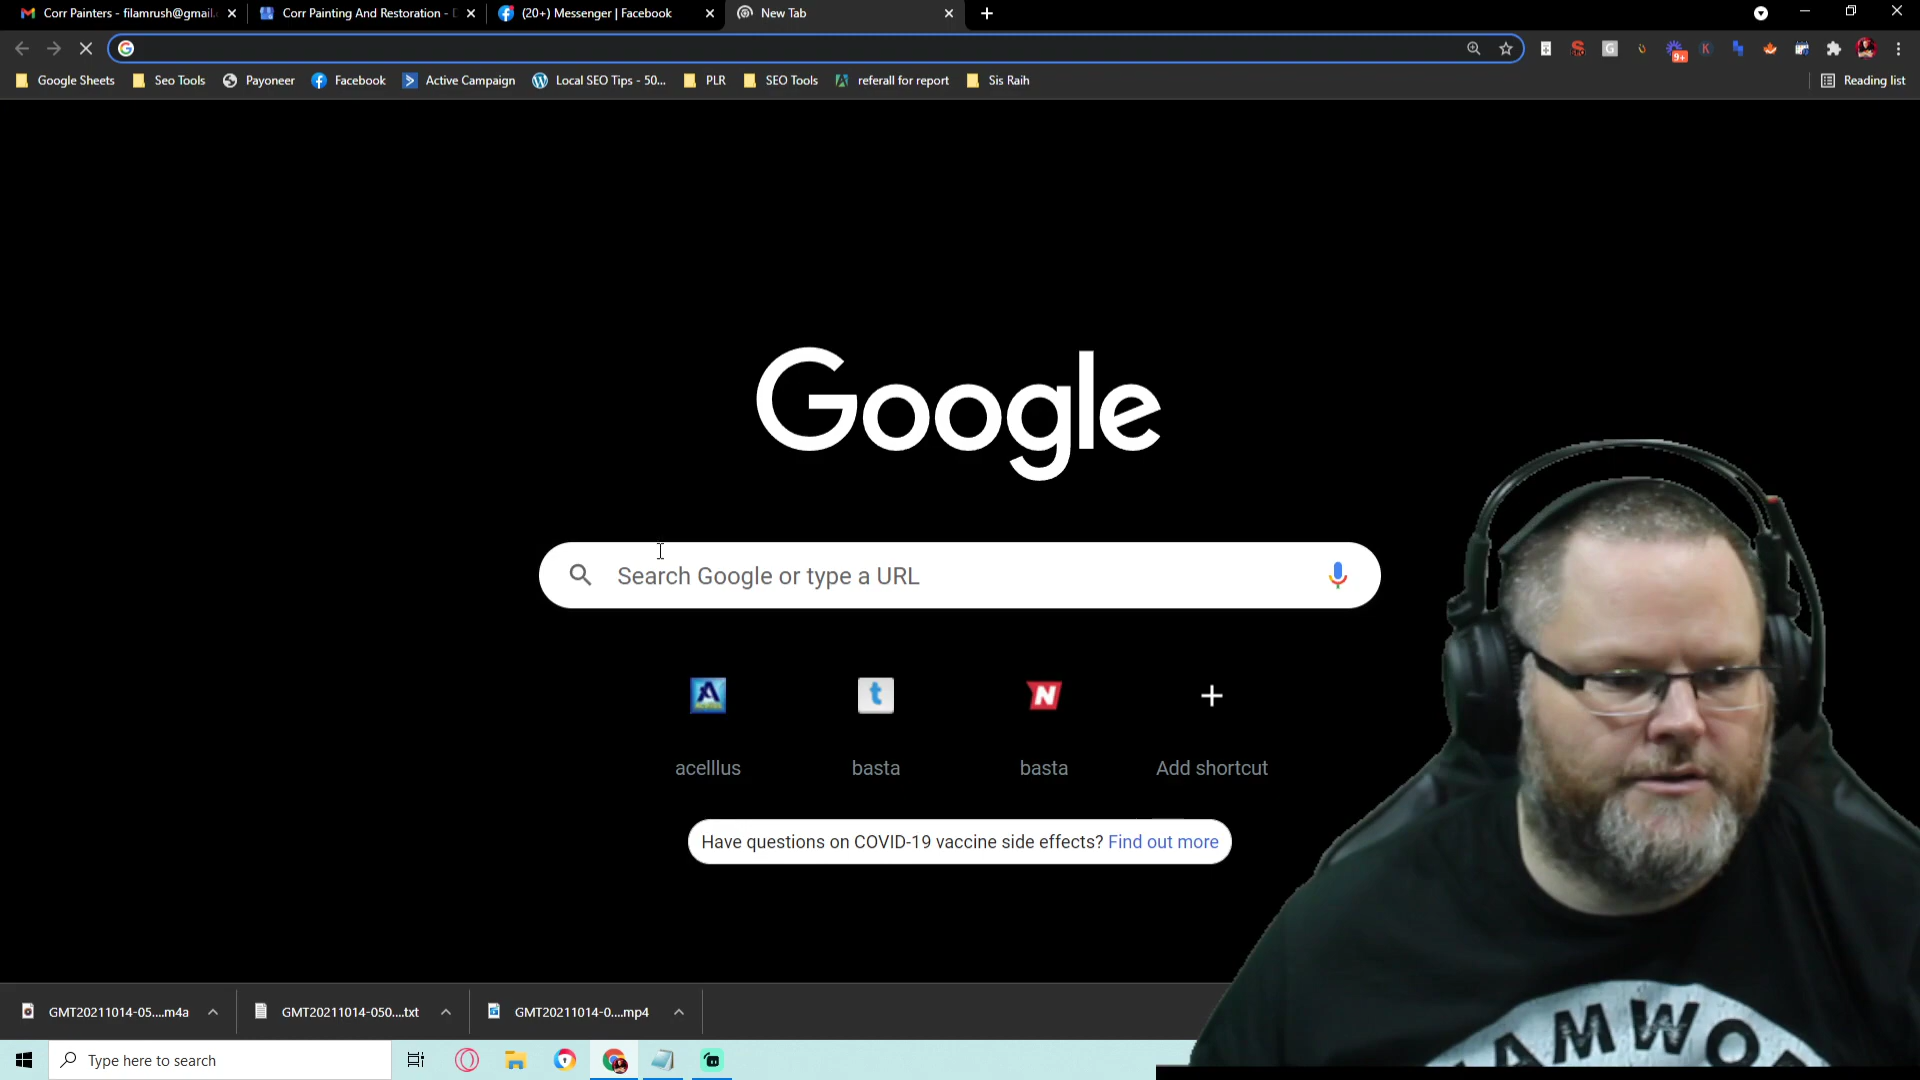 Corr Painters - filamrush@gmail.
Corr Painting And Restoration - D
(20+) Messenger | Facebook
New Tab
Google Sheets
Seo Tools
Payoneer
Facebook
Active Campaign
Local SEO Tips - 50...
PLR
SEO Tools
referall for report
Sis Raih
Reading list
9+
Google
Search Google or type a URL
acelllus
basta
basta
Add shortcut
Have questions on COVID-19 vaccine side effects? Find out more
GMT20211014-05....m4a
GMT20211014-050....txt
GMT20211014-0....mp4
Type here to search